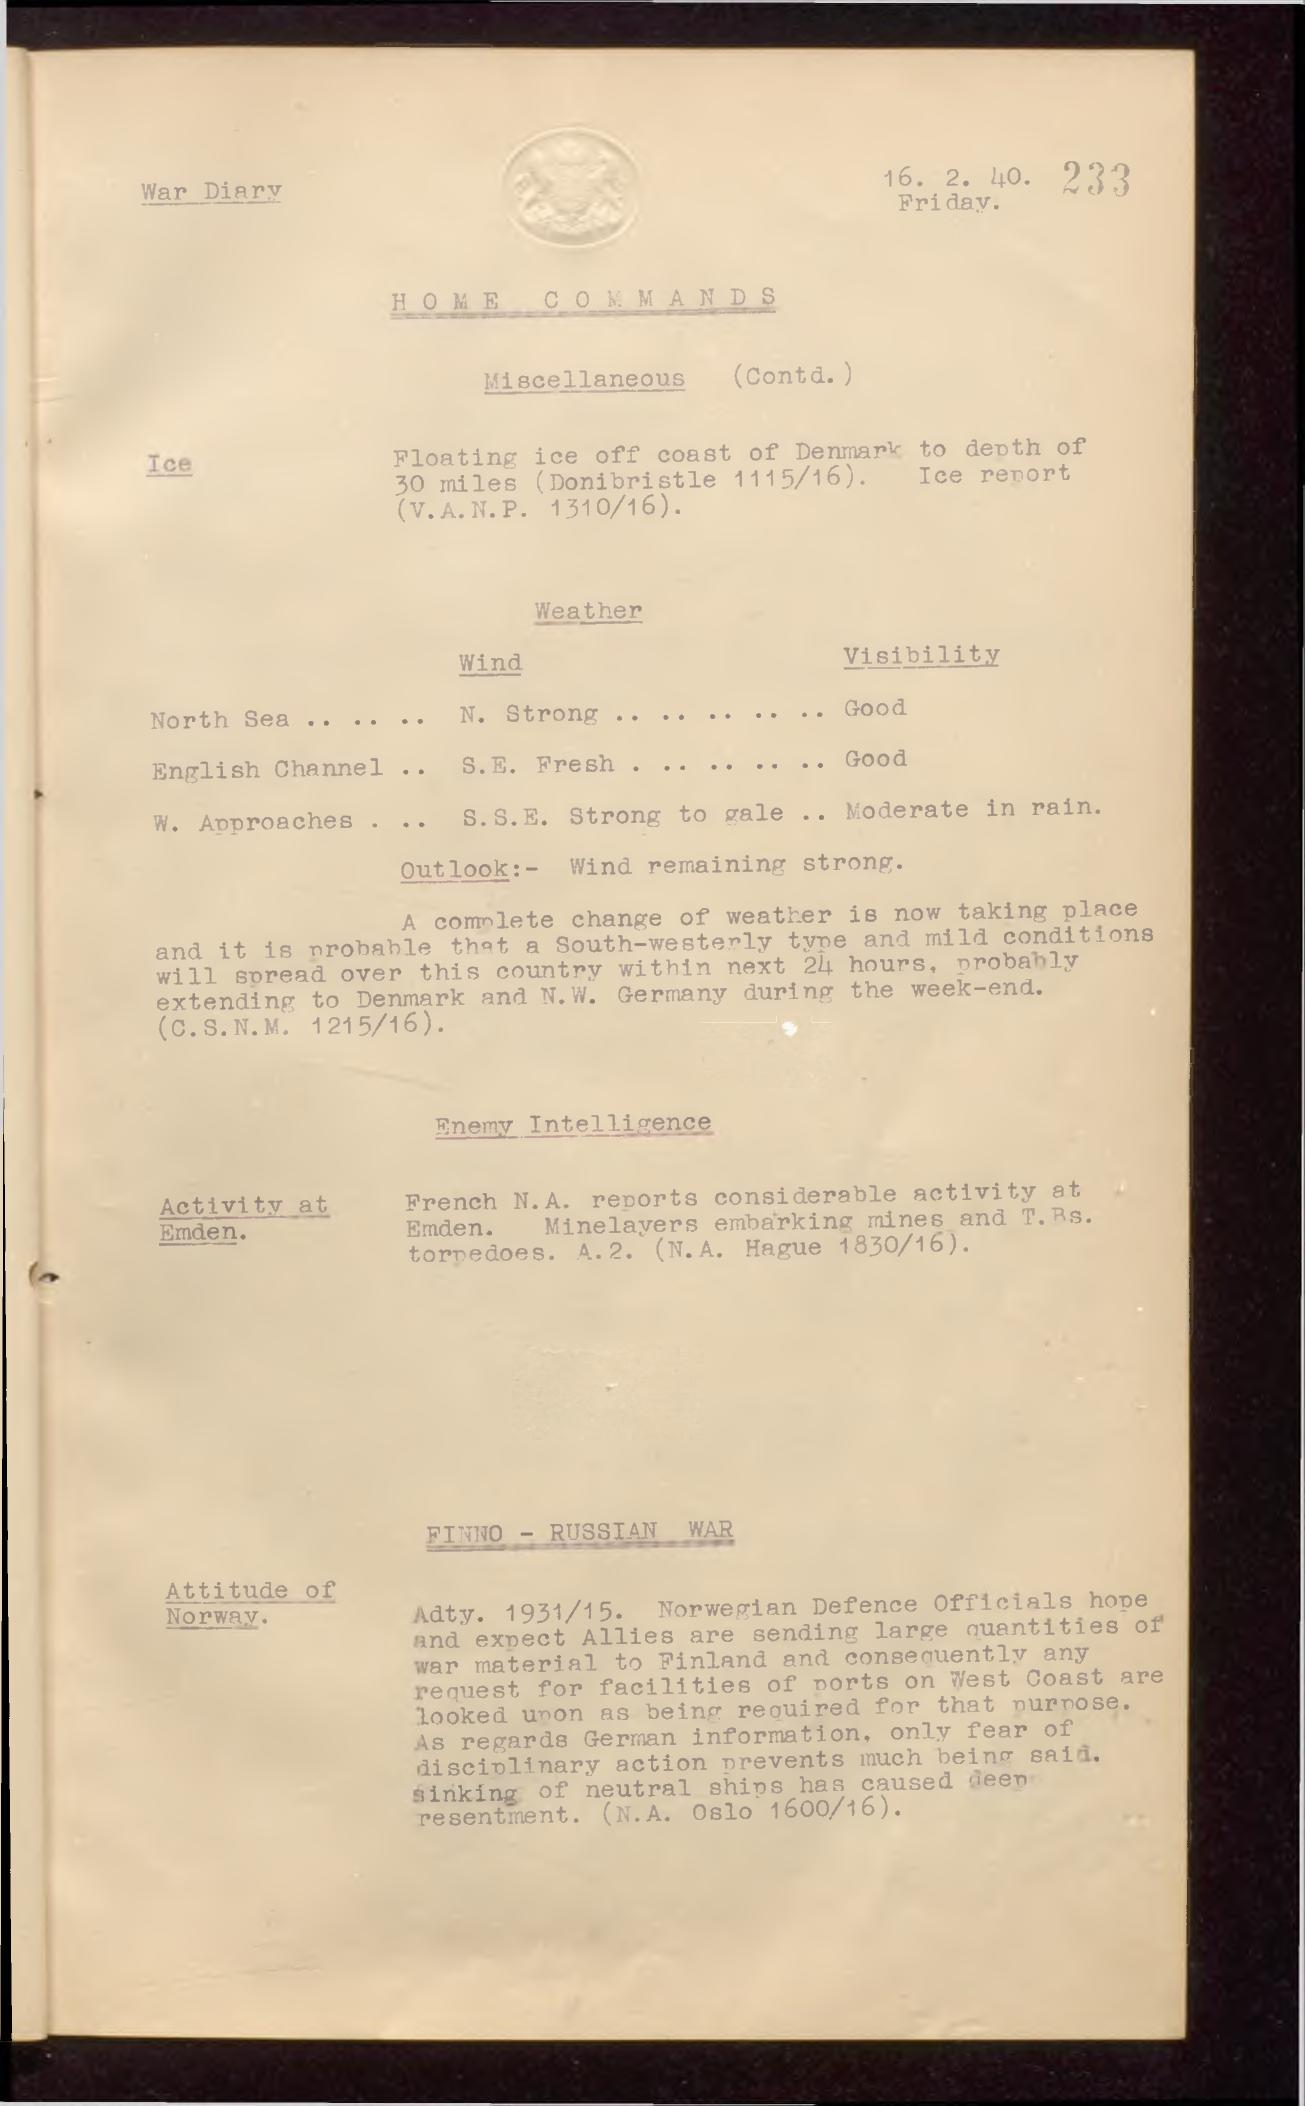 War Diary
16. 2. 40. 233
Friday.
HOME COMMANDS
Miscellaneous (Contd.)
Ice
Floating ice off coast of Denmark to depth of
30 miles (Donibristle 1115/16). Ice report
(V.A.N.P. 1310/16).
Weather
Wind Visibility
North Sea .. .. .. N. Strong .. .. .. .. .. Good
English Channel .. S.E. Fresh . .. .. .. .. Good
W. Approaches . .. S.S.E. Strong to gale .. Moderate in rain.
Outlook:- Wind remaining strong.
A complete change of weather is now taking place
and it is probable that a South-westerly type and mild conditions
will spread over this country within next 24 hours, probably
extending to Denmark and N.W. Germany during the week-end.
(C.S.N.M. 1215/16).
Enemy Intelligence
Activity at
Emden.
French N.A. reports considerable activity at
Emden. Minelayers embarking mines and T.Bs.
torpedoes. A.2. (N.A. Hague 1830/16).
FINNO - RUSSIAN WAR
Attitude of
Norway.
Adty. 1931/15. Norwegian Defence Officials hope
and expect Allies are sending large quantities of
war material to Finland and consequently any
request for facilities of ports on West Coast are
looked upon as being required for that purpose.
As regards German information, only fear of
disciplinary action prevents much being said.
Sinking of neutral ships has caused deep
resentment. (N.A. Oslo 1600/16).